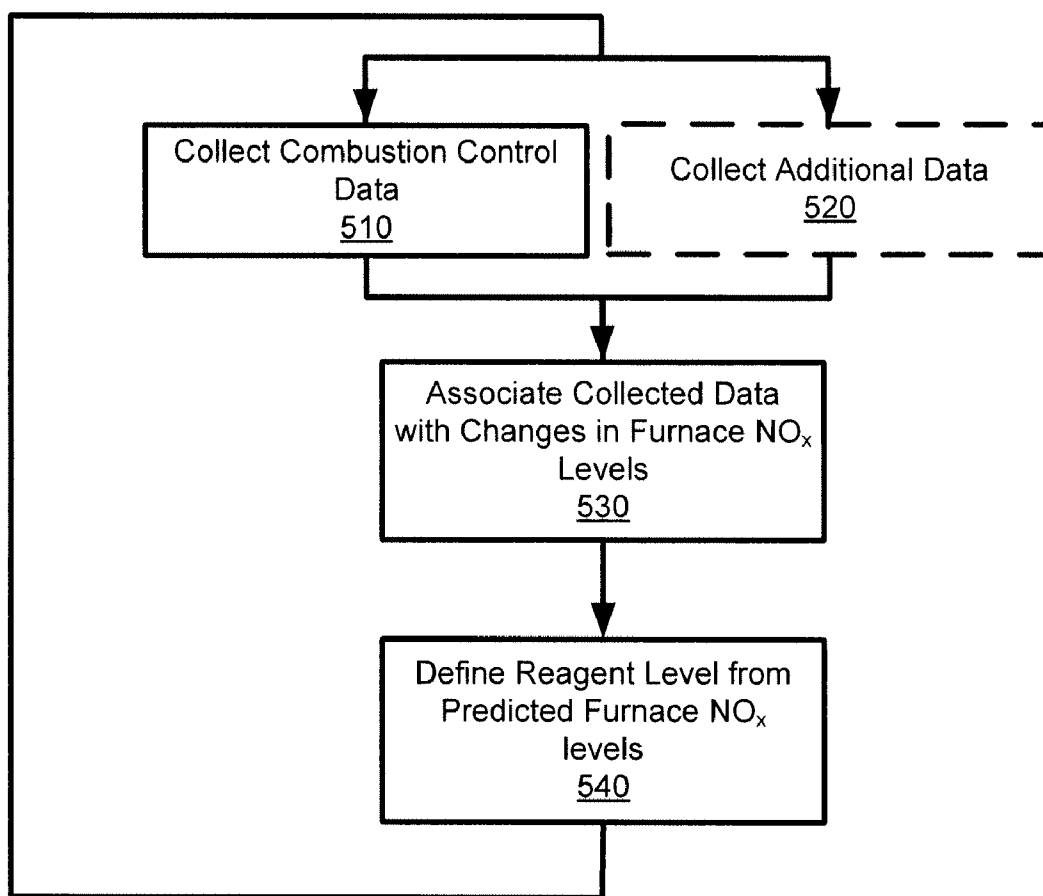 Collect Combustion Control
Data
510
Collect Additional Data
520
Associate Collected Data
with Changes in Furnace NOₓ
Levels
530
Define Reagent Level from
Predicted Furnace NOₓ
levels
540